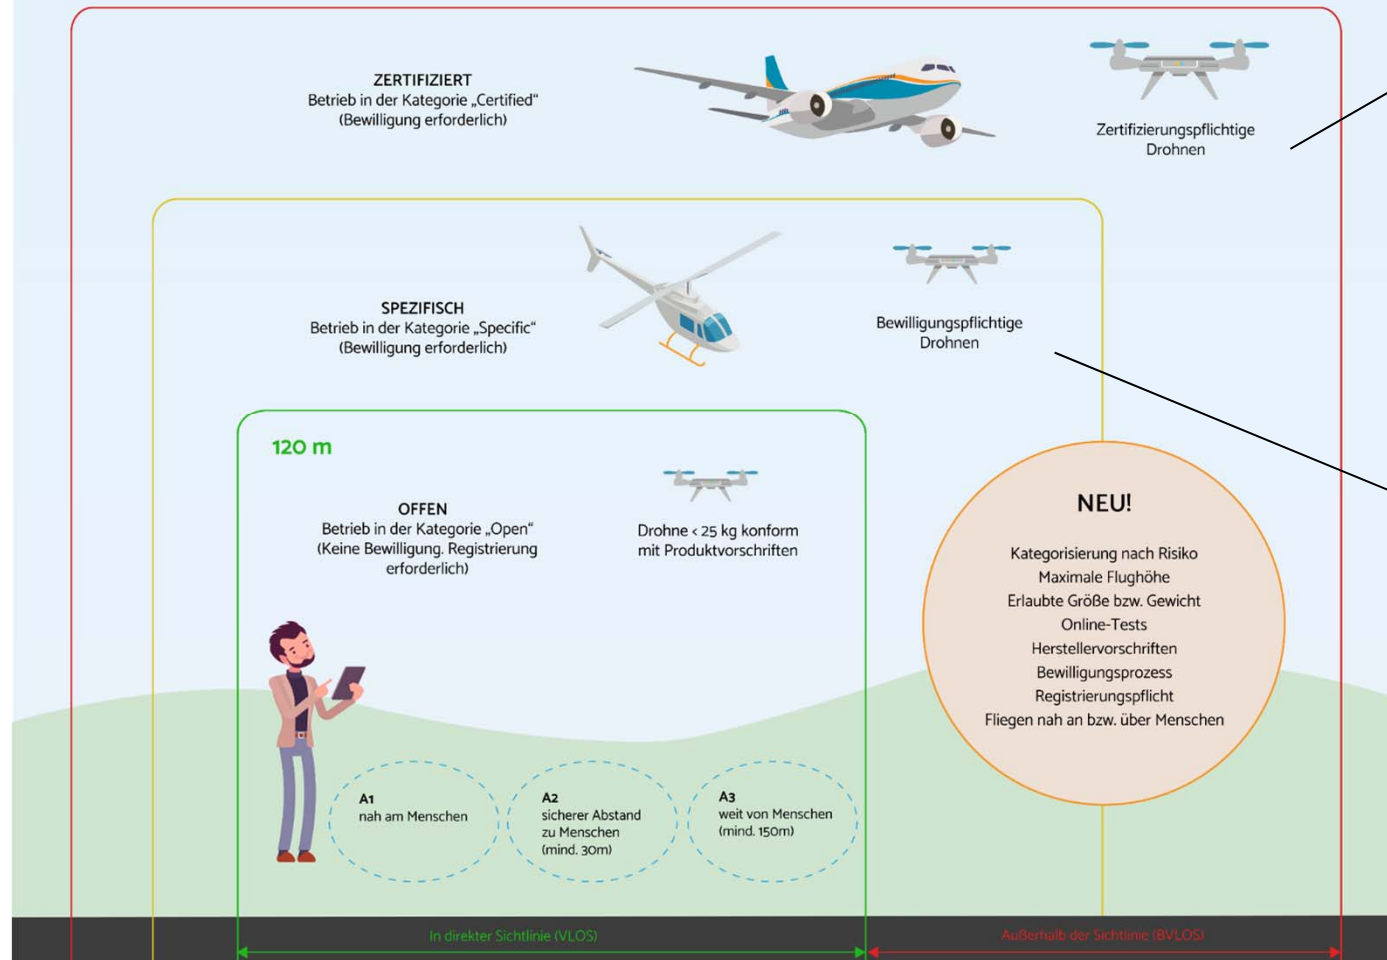 ZERTIFIZIERT
Betrieb in der Kategorie „Certified“
(Bewilligung erforderlich)
Zertifizierungspflichtige
Drohnen
SPEZIFISCH
Betrieb in der Kategorie „Specific“
(Bewilligung erforderlich)
Bewilligungspflichtige
Drohnen
120 m
OFFEN
Betrieb in der Kategorie „Open“
(Keine Bewilligung. Registrierung
erforderlich)
Drohne < 25 kg konform
mit Produktvorschriften
NEU!
Kategorisierung nach Risiko
Maximale Flughöhe
Erlaubte Größe bzw. Gewicht
Online-Tests
Herstellervorschriften
Bewilligungsprozess
Registrierungspflicht
Fliegen nah an bzw. über Menschen
A1
nah am Menschen
A2
sicherer Abstand
zu Menschen
(mind. 30m)
A3
weit von Menschen
(mind. 150m)
In direkter Sichtlinie (VLOS)
Außerhalb der Sichtlinie (BVLOS)